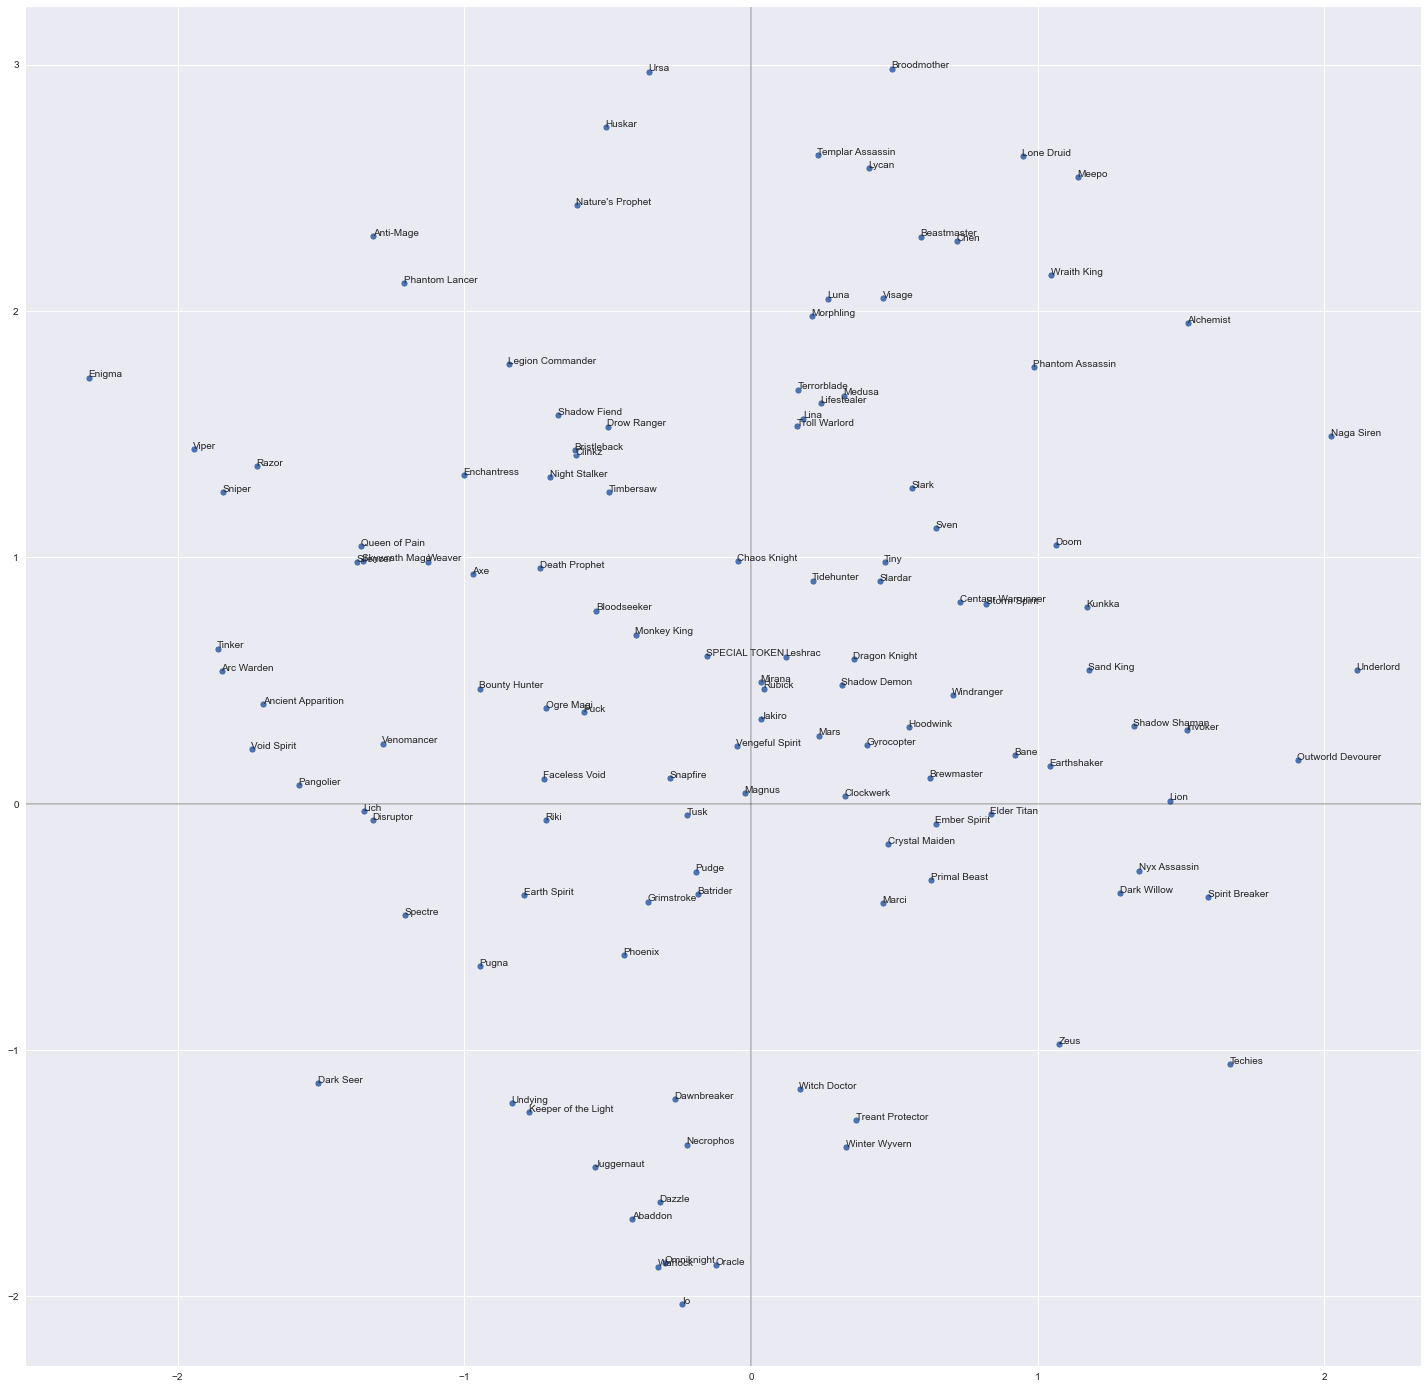 3
Ursa
Broodmother
Huskar
Templar Assassin
Lone Druid
Lycan
Meepo
Nature's Prophet
Anti-Mage
Beastmaster
Chen
Wraith King
Phantom Lancer
Luna
Visage
2
Morphling
Alchemist
Legion Commander
Phantom Assassin
Enigma
Terrorblade
Medusa
Lifestealer
Shadow Fiend
Lina
Drow Ranger
Troll Warlord
Naga Siren
Viper
Bristleback
Clinkz
Razor
Enchantress
Night Stalker
Sniper
Timbersaw
Slark
Sven
Queen of Pain
Doom
1
Skywrath Mage
Weaver
Chaos Knight
Tiny
Death Prophet
Axe
Tidehunter
Slardar
Bloodseeker
Centaur Warrunner
Storm Spirit
Kunkka
Monkey King
Tinker
SPECIAL TOKEN
Leshrac
Dragon Knight
Arc Warden
Sand King
Underlord
Mirana
Rubick
Shadow Demon
Bounty Hunter
Windranger
Ancient Apparition
Ogre Magi
Puck
Jakiro
Hoodwink
Shadow Shaman
Invoker
Mars
Void Spirit
Venomancer
Vengeful Spirit
Gyrocopter
Bane
Outworld Devourer
Earthshaker
Pangolier
Faceless Void
Snapfire
Brewmaster
Magnus
Clockwerk
Lion
0
Lich
Disruptor
Riki
Tusk
Ember Spirit
Elder Titan
Crystal Maiden
Pudge
Nyx Assassin
Primal Beast
Earth Spirit
Batrider
Dark Willow
Grimstroke
Marci
Spirit Breaker
Spectre
Phoenix
Pugna
Zeus
−1
Techies
Dark Seer
Witch Doctor
Dawnbreaker
Undying
Keeper of the Light
Treant Protector
Necrophos
Winter Wyvern
Juggernaut
Dazzle
Abaddon
Omniknight
Warlock
Oracle
−2
Io
−2
−1
0
1
2